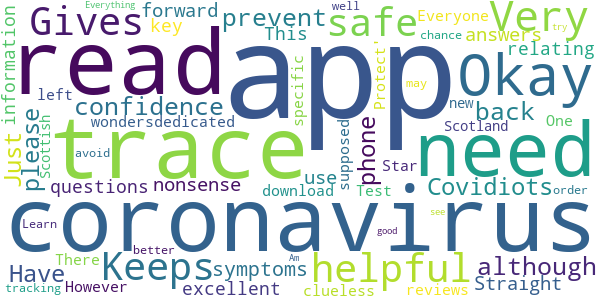 Everything
well
Gives
forward
prevent
safe
Everyone
Very
try
key
This
chance
answers
information
read
app
relating
Okay
left
confidence
specific
Protect'
may
new
back
wondersdedicated
Scottish
please
Just
trace
phone
supposed
Scotland
One
need
avoid
nonsense
questions
use
download
Test
Star
Covidiots
order
coronavirus
Learn
good
see
better
There
Am
Have
Keeps
symptoms
helpful
although
tracking
However
excellent
clueless
reviews
Straight